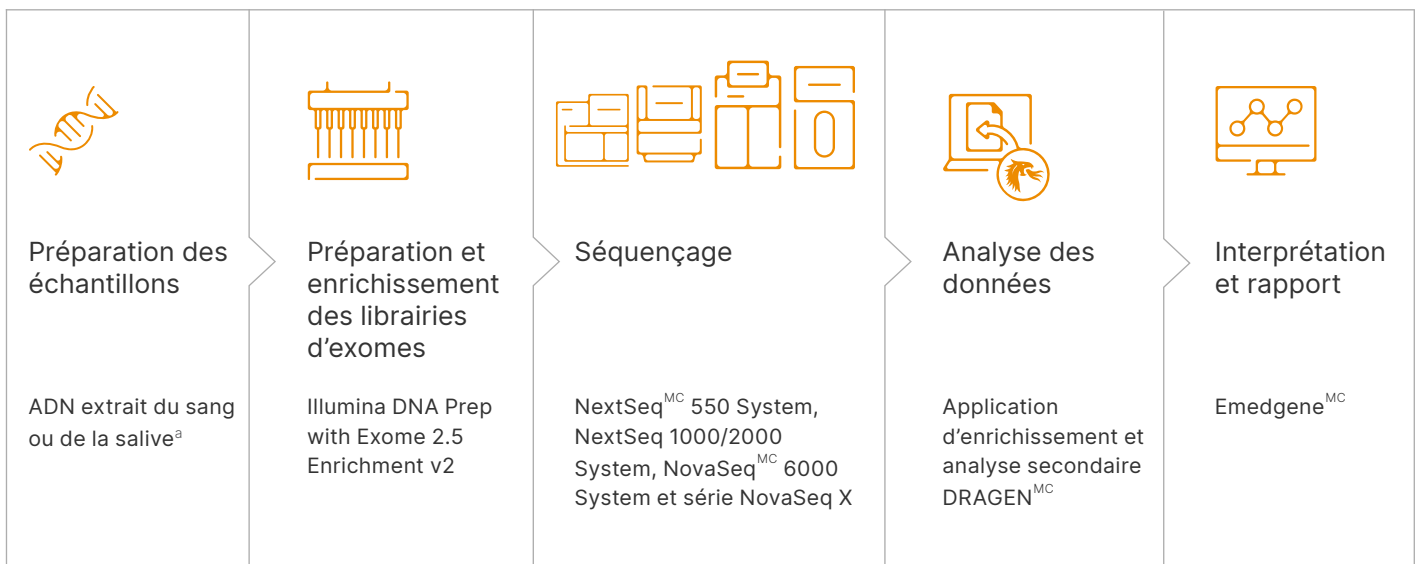 Préparation des
échantillons
ADN extrait du sang
ou de la saliveᵃ
Préparation et
enrichissement
des librairies
d’exomes
Illumina DNA Prep
with Exome 2.5
Enrichment v2
Séquençage
NextSeqᴹᶜ 550 System,
NextSeq 1000/2000
System, NovaSeqᴹᶜ 6000
System et série NovaSeq X
Analyse des
données
Application
d’enrichissement et
analyse secondaire
DRAGENᴹᶜ
Interprétation
et rapport
Emedgeneᴹᶜ